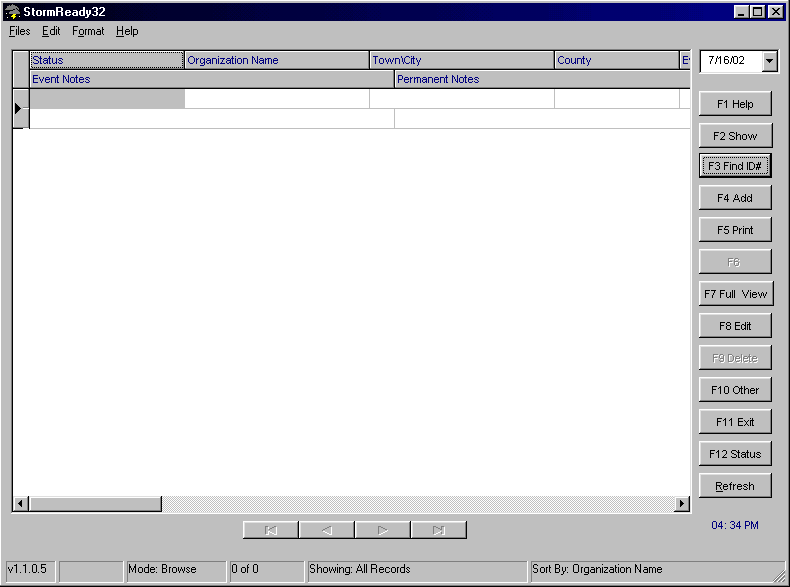 StormReady32
Files Edit Format Help
Status Organization Name Town\City County
Event Notes Permanent Notes
7/16/02
F1 Help
F2 Show
F3 Find ID#
F4 Add
F5 Print
F6
F7 Full View
F8 Edit
F9 Delete
F10 Other
F11 Exit
F12 Status
Refresh
04: 34 PM
v1.1.0.5 Mode: Browse 0 of 0 Showing: All Records Sort By: Organization Name